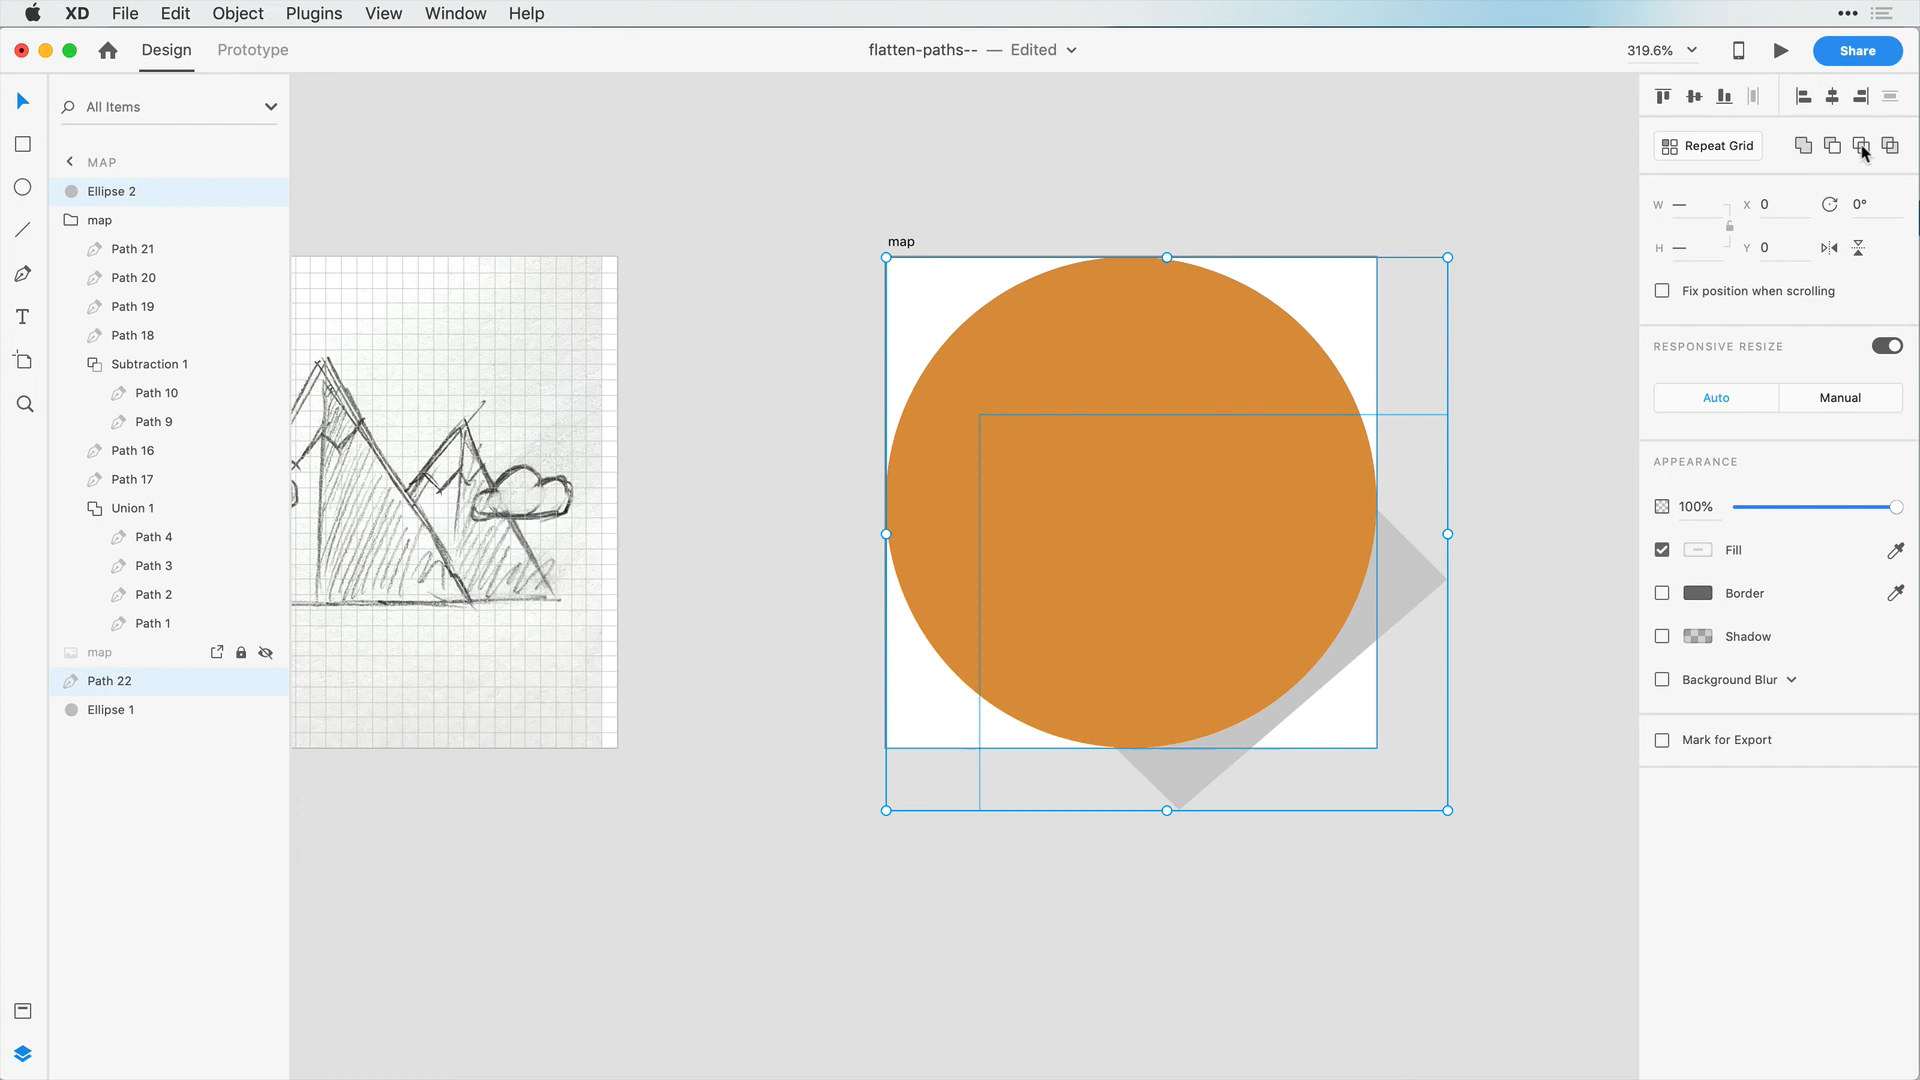 XD File Edit Object Plugins View Window Help
Design Prototype
flatten-paths-- — Edited
319.6%
Share
All Items
MAP
Ellipse 2
map
Path 21
Path 20
Path 19
Path 18
Subtraction 1
Path 10
Path 9
Path 16
Path 17
Union 1
Path 4
Path 3
Path 2
Path 1
map
Path 22
Ellipse 1
map
Repeat Grid
W — X 0 0°
H — Y 0
Fix position when scrolling
RESPONSIVE RESIZE
Auto Manual
APPEARANCE
100%
Fill
Border
Shadow
Background Blur
Mark for Export